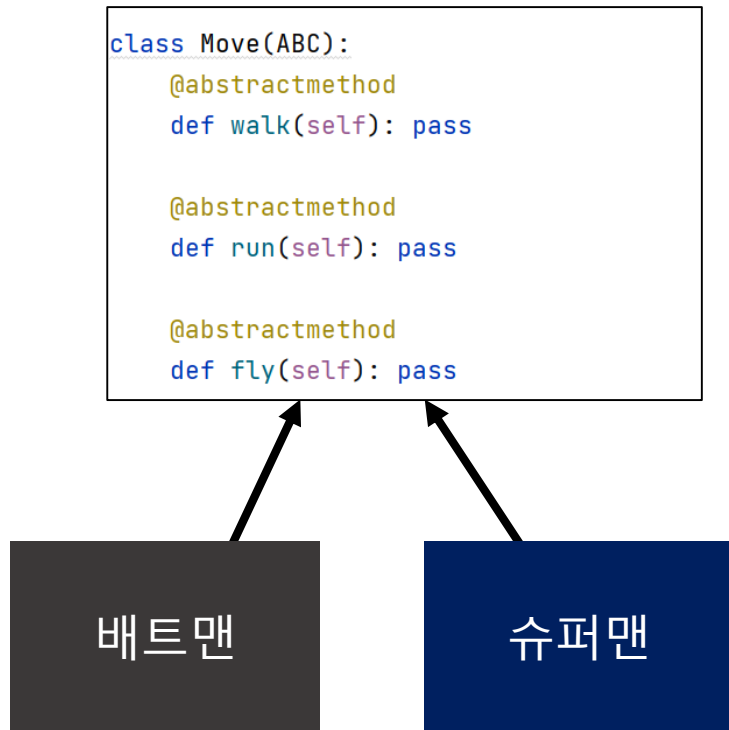 class Move(ABC):
    @abstractmethod
    def walk(self): pass

    @abstractmethod
    def run(self): pass

    @abstractmethod
    def fly(self): pass
배트맨
슈퍼맨